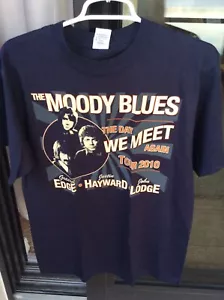 THE MOODY BLUES
THE DAY
WE MEET
AGAIN
TOUR 2010
Graeme Justin John
EDGE • HAYWARD • LODGE